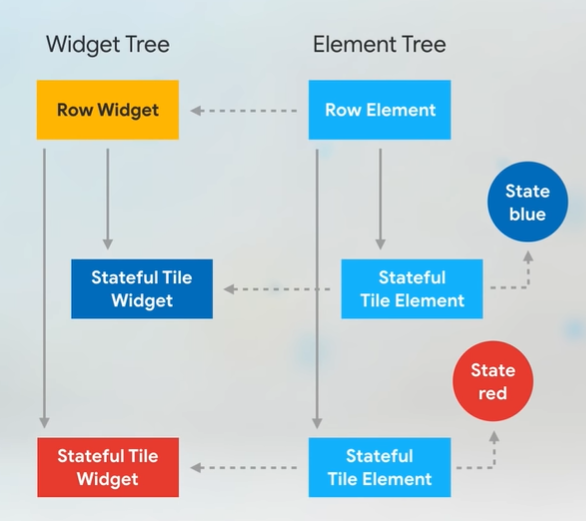 Widget Tree
Element Tree
Row Widget
Row Element
State
blue
Stateful Tile
Widget
Stateful
Tile Element
State
red
Stateful Tile
Widget
Stateful
Tile Element